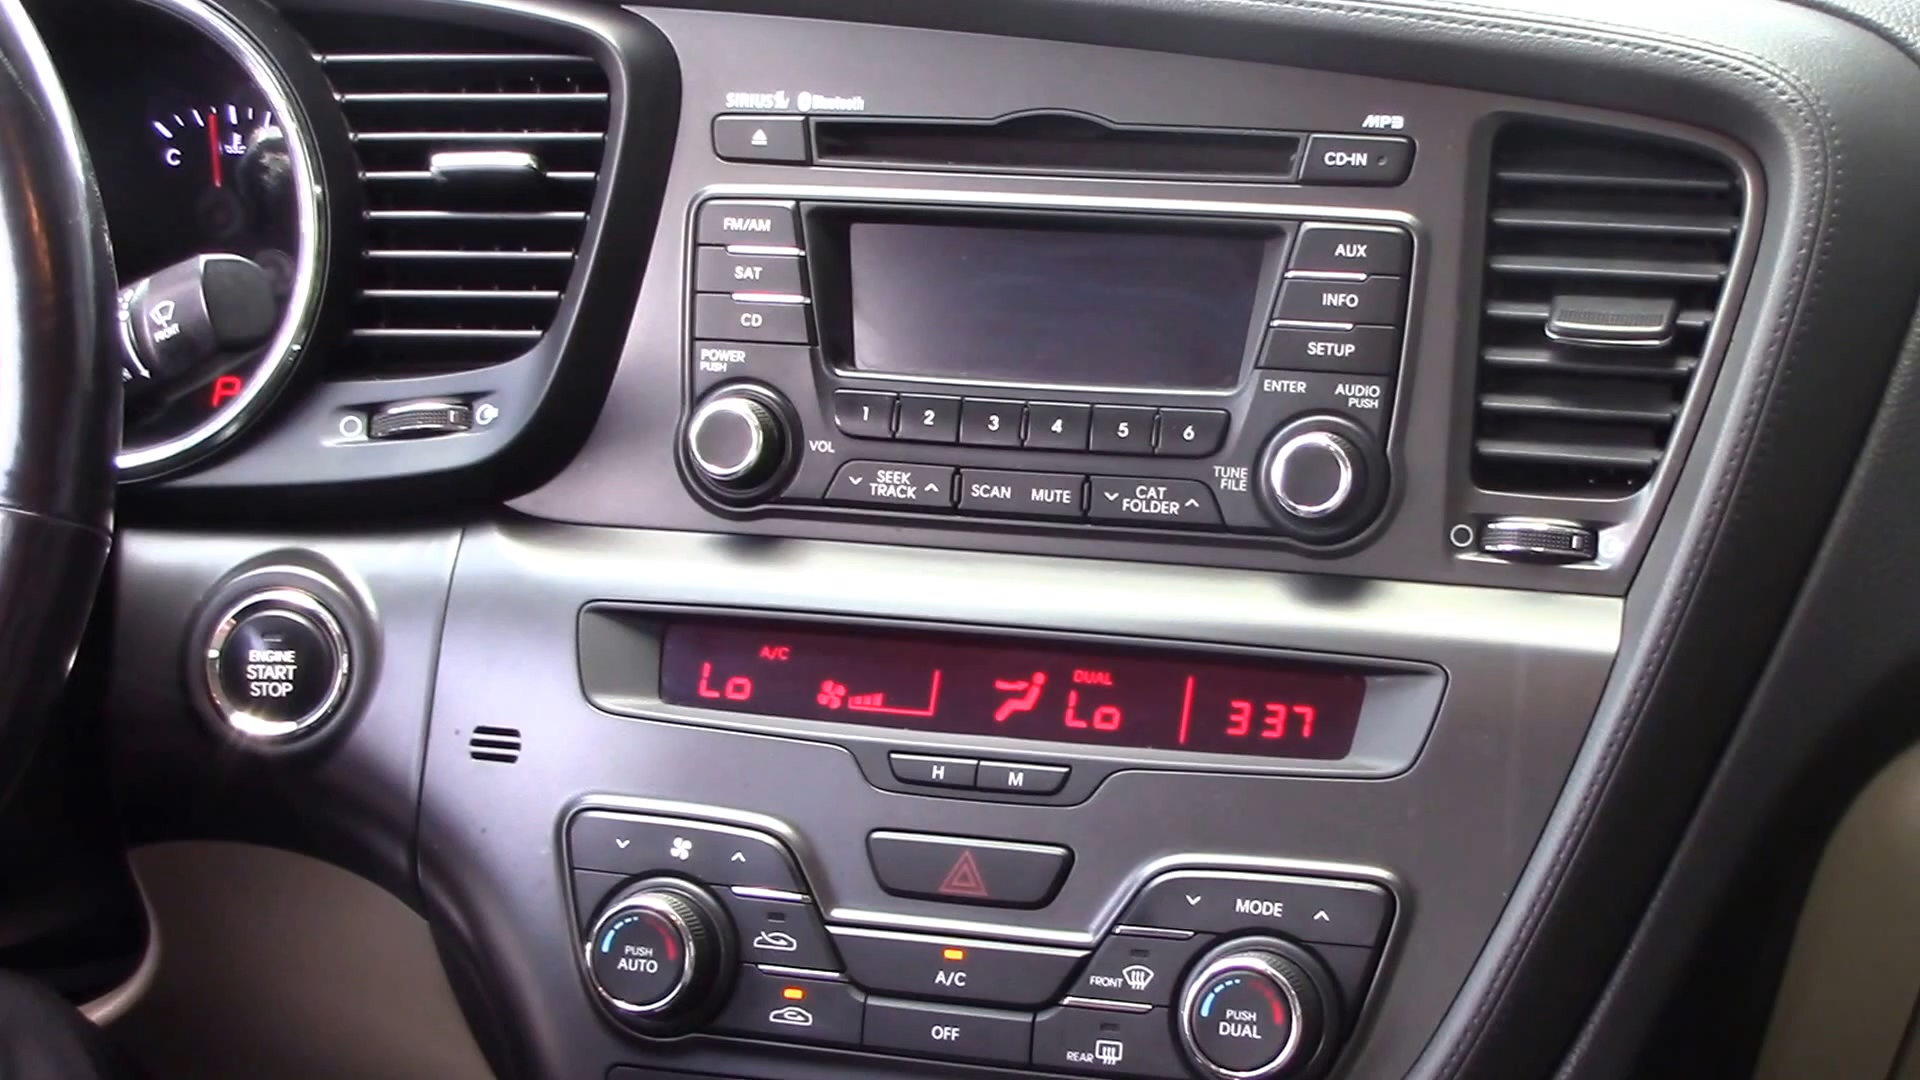 SIRIUS Bluetooth
MP3
CD-IN
C
FM/AM
AUX
SAT
INFO
CD
SETUP
FRONT
P
POWER
PUSH
ENTER
AUDIO
PUSH
1 2 3 4 5 6
VOL
TUNE
FILE
SEEK
TRACK
SCAN MUTE
CAT
FOLDER
ENGINE
START
STOP
A/C
DUAL
Lo Lo 337
H M
MODE
PUSH
AUTO
A/C
FRONT
PUSH
DUAL
OFF
REAR